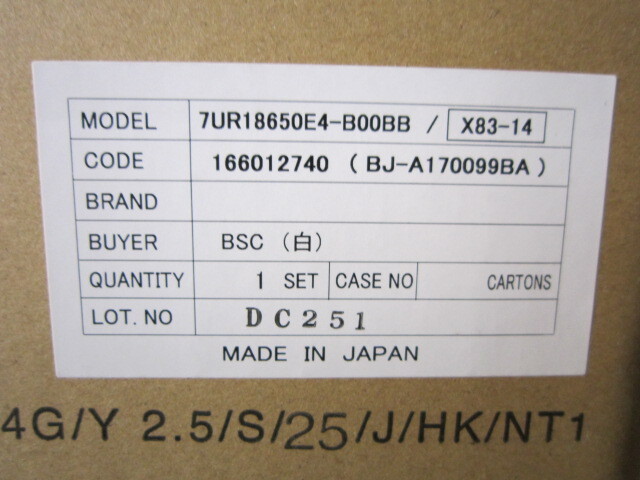 MODEL 7UR18650E4-B00BB / X83-14
CODE 166012740 ( BJ-A170099BA )
BRAND
BUYER BSC (白)
QUANTITY 1 SET CASE NO CARTONS
LOT. NO DC251
MADE IN JAPAN
4G/Y 2.5/S/25/J/HK/NT1